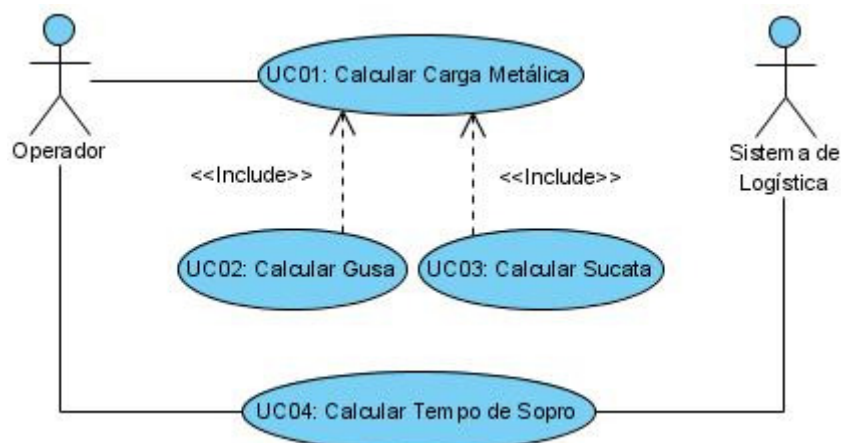 UC01: Calcular Carga Metálica
Operador
Sistema de
Logística
<<Include>>
<<Include>>
UC02: Calcular Gusa
UC03: Calcular Sucata
UC04: Calcular Tempo de Sopro